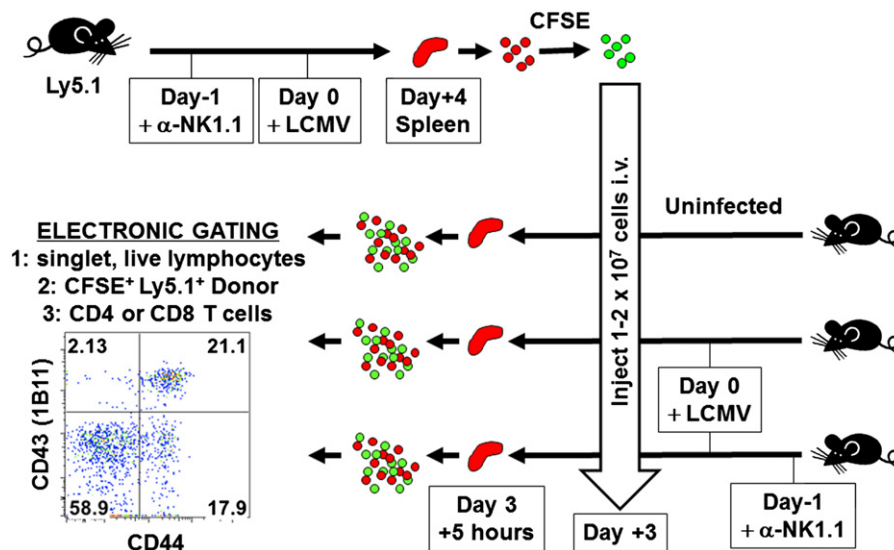 CFSE
Ly5.1
Day-1
+ α-NK1.1
Day 0
+ LCMV
Day+4
Spleen
Inject 1-2 x 10⁷ cells i.v.
Uninfected
ELECTRONIC GATING
1: singlet, live lymphocytes
2: CFSE⁺ Ly5.1⁺ Donor
3: CD4 or CD8 T cells
2.13
21.1
CD43 (1B11)
58.9
17.9
CD44
Day 0
+ LCMV
Day 3
+5 hours
Day +3
Day-1
+ α-NK1.1